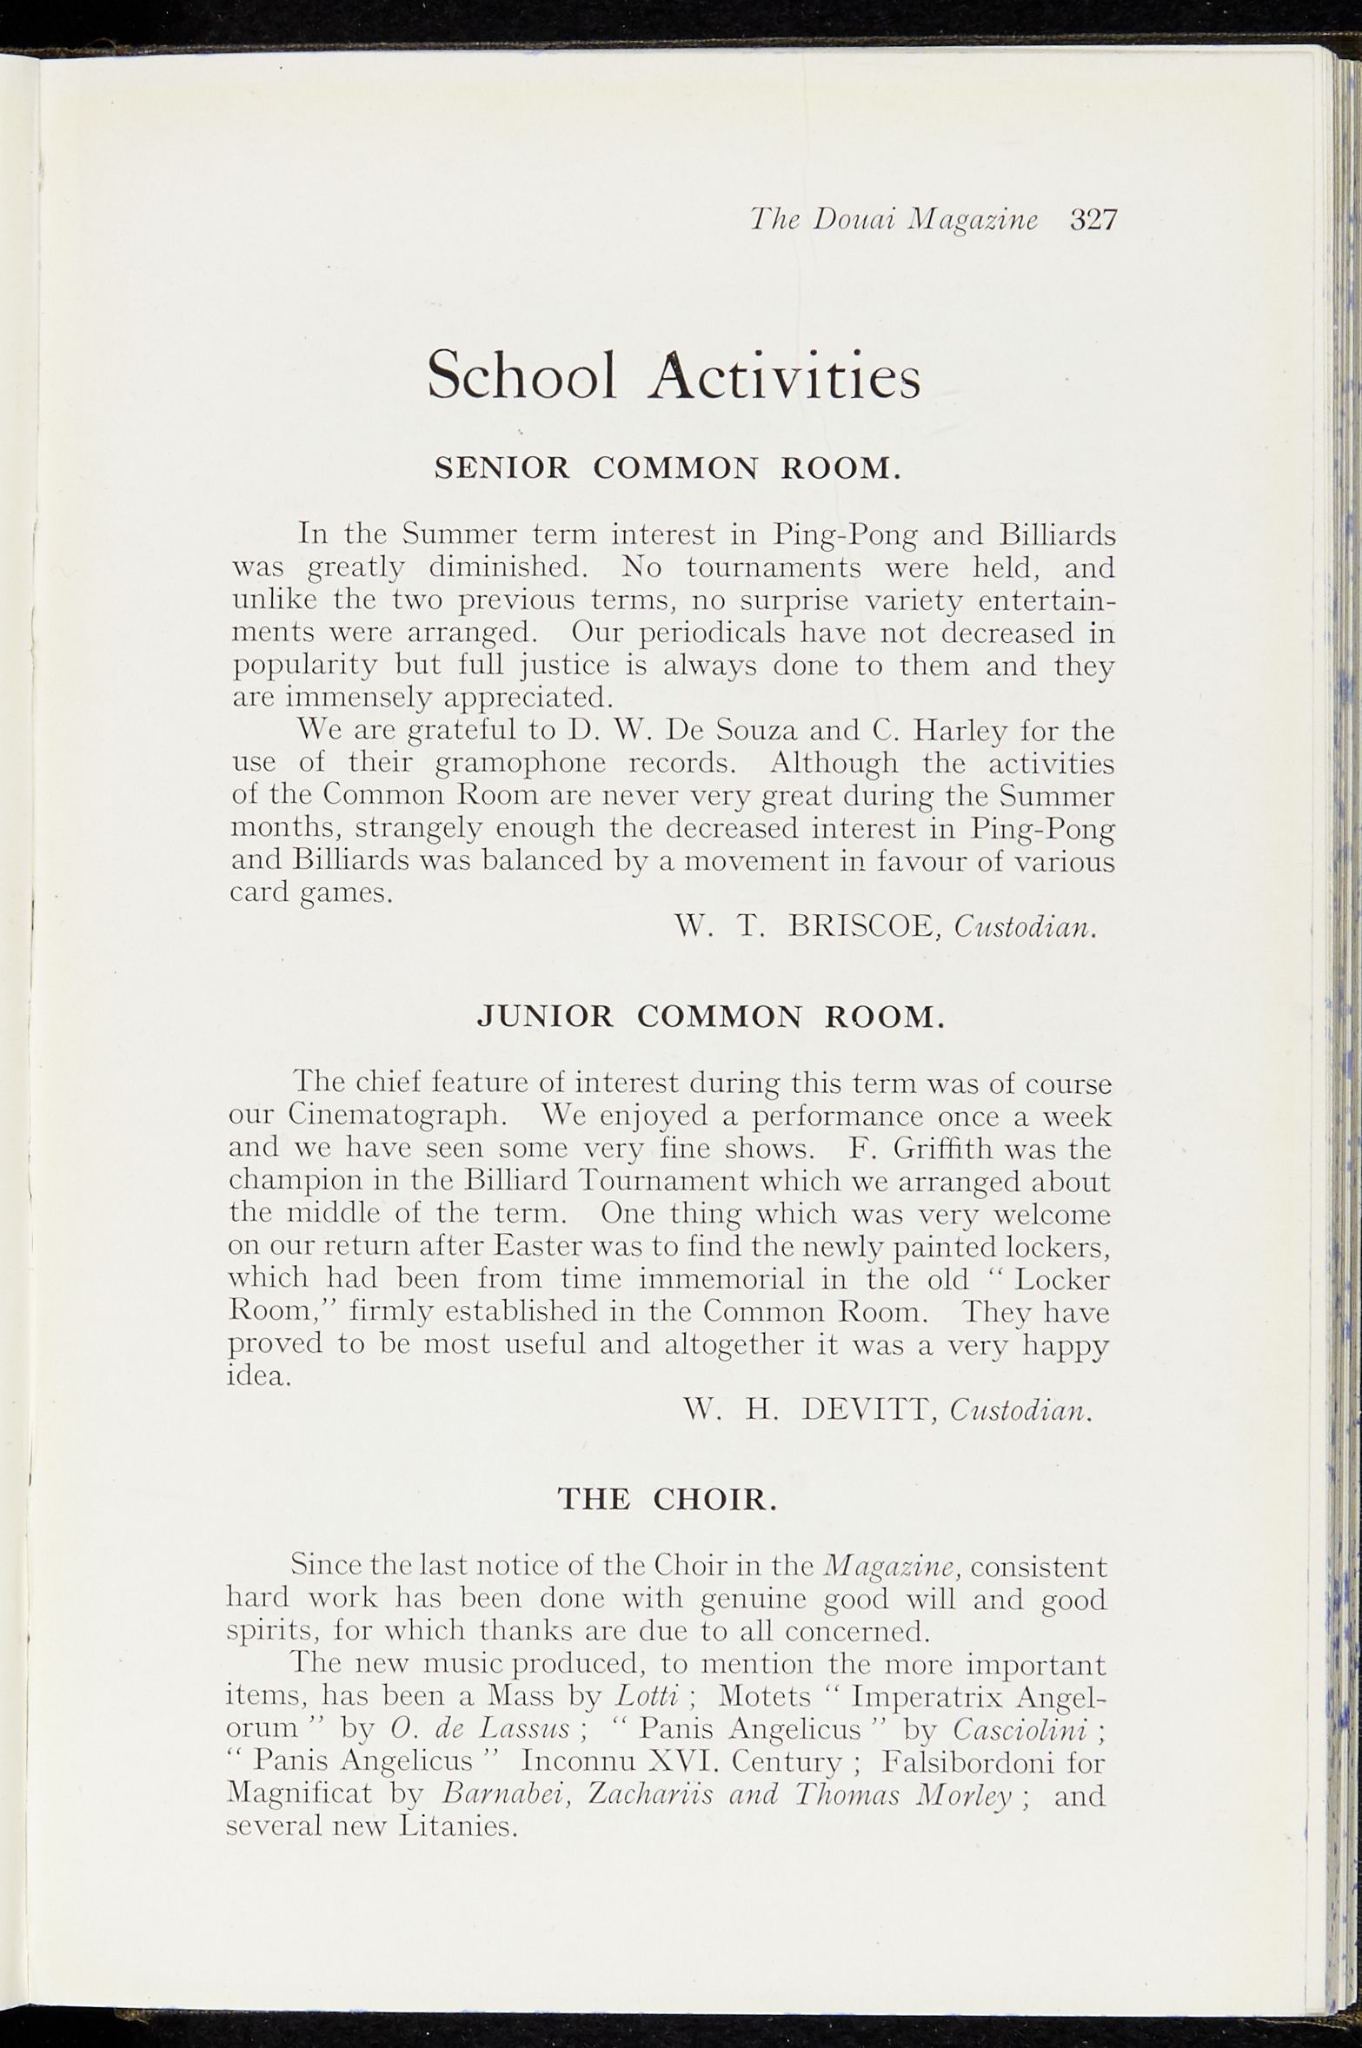 The Douai Magazine 327
School Activities
SENIOR COMMON ROOM.
In the Summer term interest in Ping-Pong and Billiards
was greatly diminished. No tournaments were held, and
unlike the two previous terms, no surprise variety entertain-
ments were arranged. Our periodicals have not decreased in
popularity but full justice is always done to them and they
are immensely appreciated.
We are grateful to D. W. De Souza and C. Harley for the
use of their gramophone records. Although the activities
of the Common Room are never very great during the Summer
months, strangely enough the decreased interest in Ping-Pong
and Billiards was balanced by a movement in favour of various
card games.
W. T. BRISCOE, Custodian.
JUNIOR COMMON ROOM.
The chief feature of interest during this term was of course
our Cinematograph. We enjoyed a performance once a week
and we have seen some very fine shows. F. Griffith was the
champion in the Billiard Tournament which we arranged about
the middle of the term. One thing which was very welcome
on our return after Easter was to find the newly painted lockers,
which had been from time immemorial in the old “ Locker
Room,” firmly established in the Common Room. They have
proved to be most useful and altogether it was a very happy
idea.
W. H. DEVITT, Custodian.
THE CHOIR.
Since the last notice of the Choir in the Magazine, consistent
hard work has been done with genuine good will and good
spirits, for which thanks are due to all concerned.
The new music produced, to mention the more important
items, has been a Mass by Lotti ; Motets “ Imperatrix Angel-
orum ” by O. de Lassus ; “ Panis Angelicus ” by Casciolini ;
“ Panis Angelicus ” Inconnu XVI. Century ; Falsibordoni for
Magnificat by Barnabei, Zachariis and Thomas Morley ; and
several new Litanies.